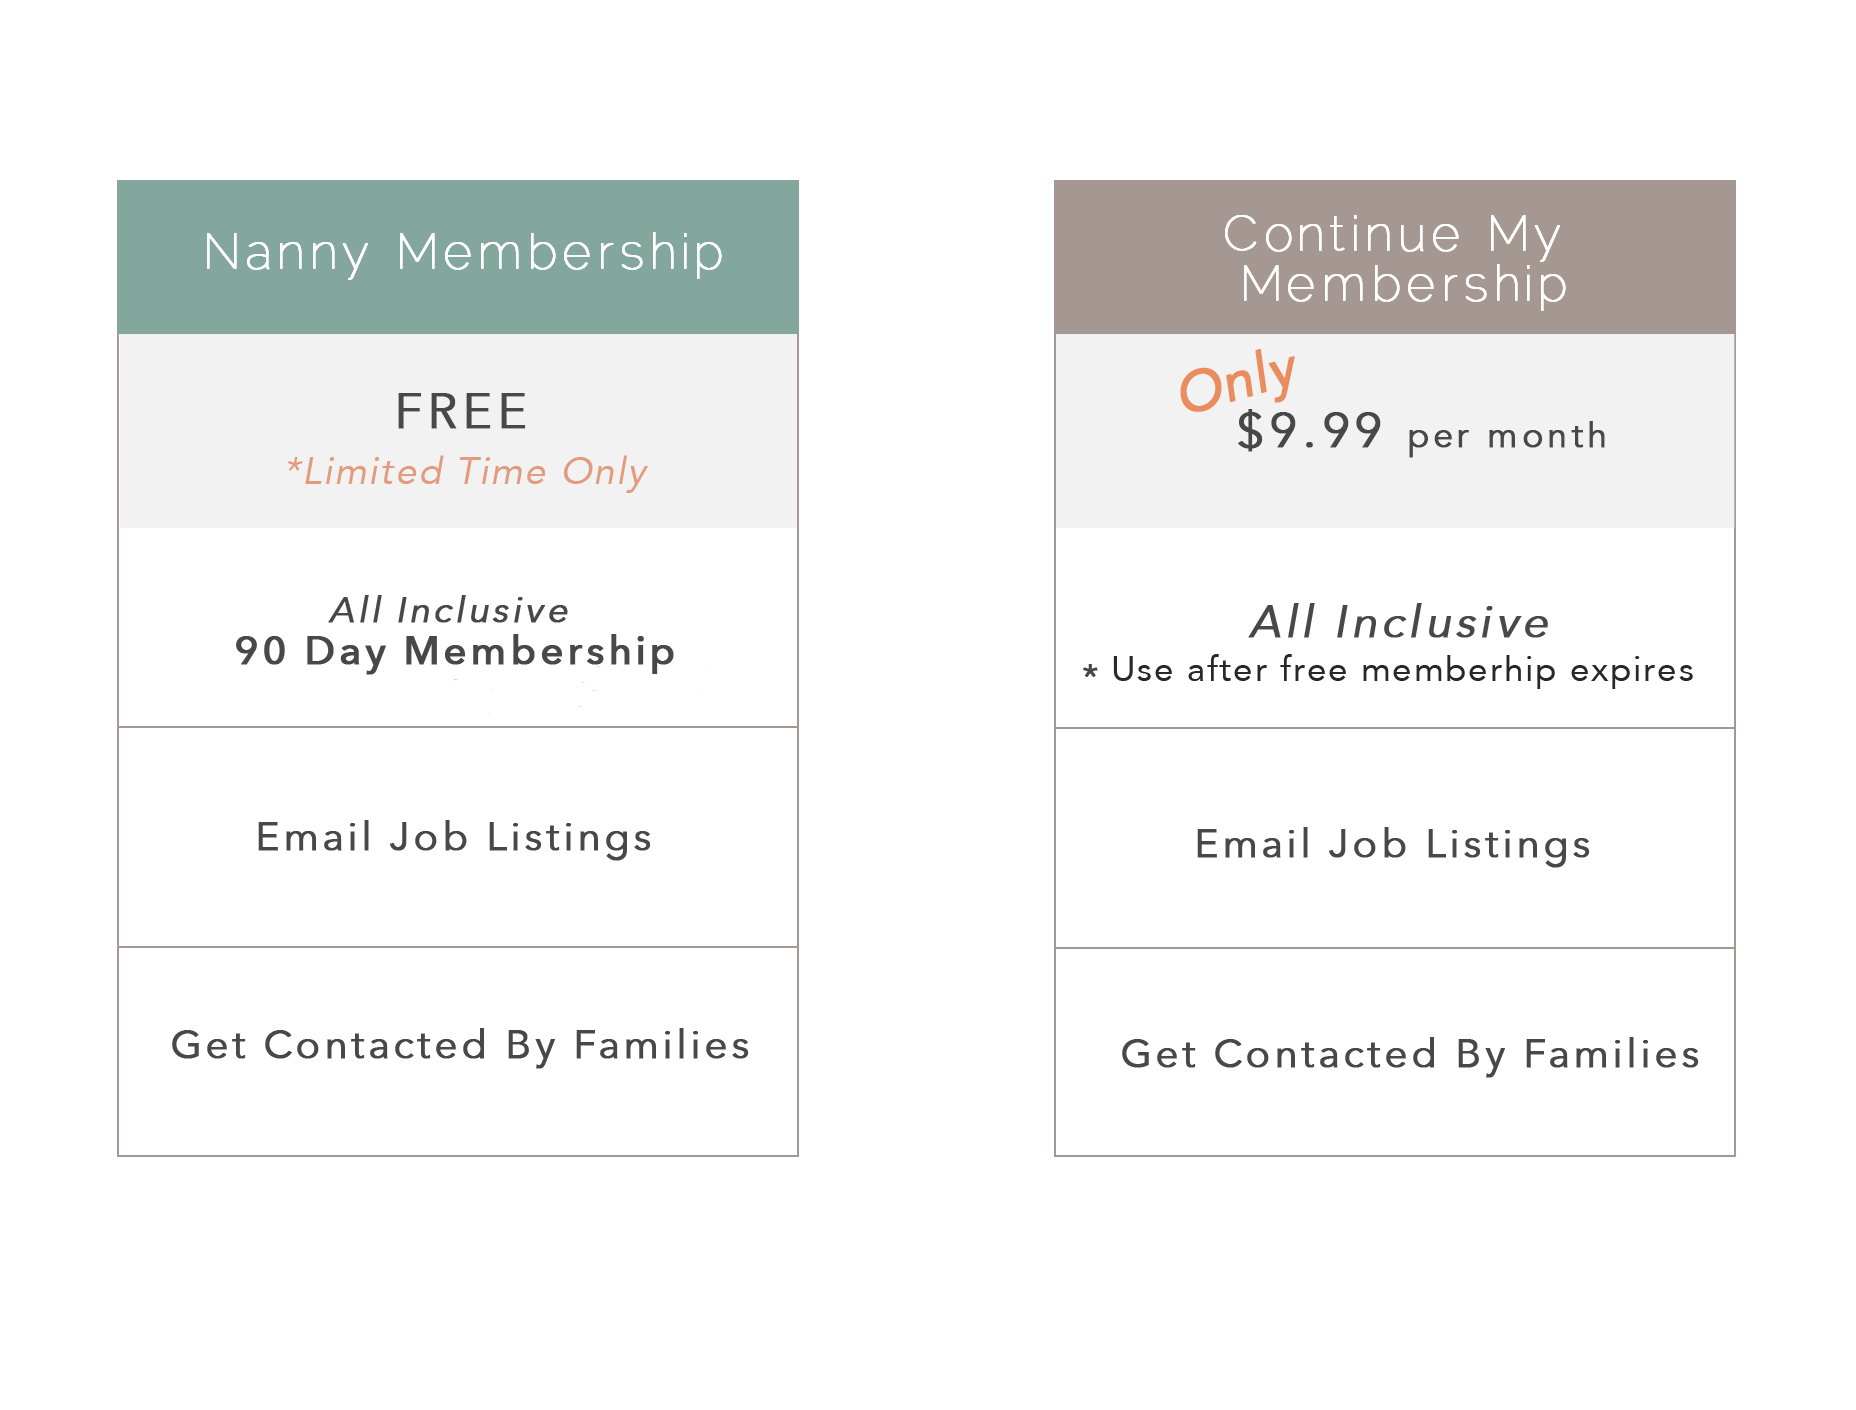 Nanny Membership
FREE
*Limited Time Only
All Inclusive
90 Day Membership
Email Job Listings
Get Contacted By Families
Continue My
Membership
Only
$9.99 per month
All Inclusive
* Use after free memberhip expires
Email Job Listings
Get Contacted By Families